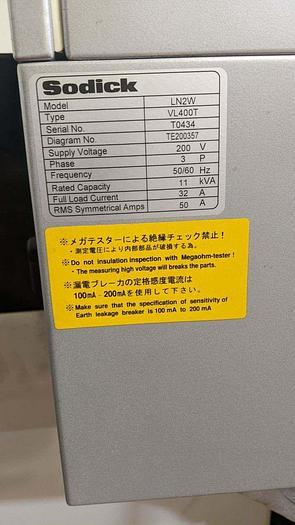 Sodick
Model LN2W
Type VL400T
Serial No. T0434
Diagram No. TE200357
Supply Voltage 200 V
Phase 3 P
Frequency 50/60 Hz
Rated Capacity 11 kVA
Full Load Current 32 A
RMS Symmetrical Amps 50 A
※メガテスターによる絶縁チェック禁止!
・測定電圧により内部部品が破損する為。
※Do not insulation inspection with Megaohm-tester!
・The measuring high voltage will breaks the parts.
※漏電ブレーカの定格感度電流は
100mA‐200mAを使用して下さい。
※Make sure that the specification of sensitivity of
Earth leakage breaker is 100 mA to 200 mA